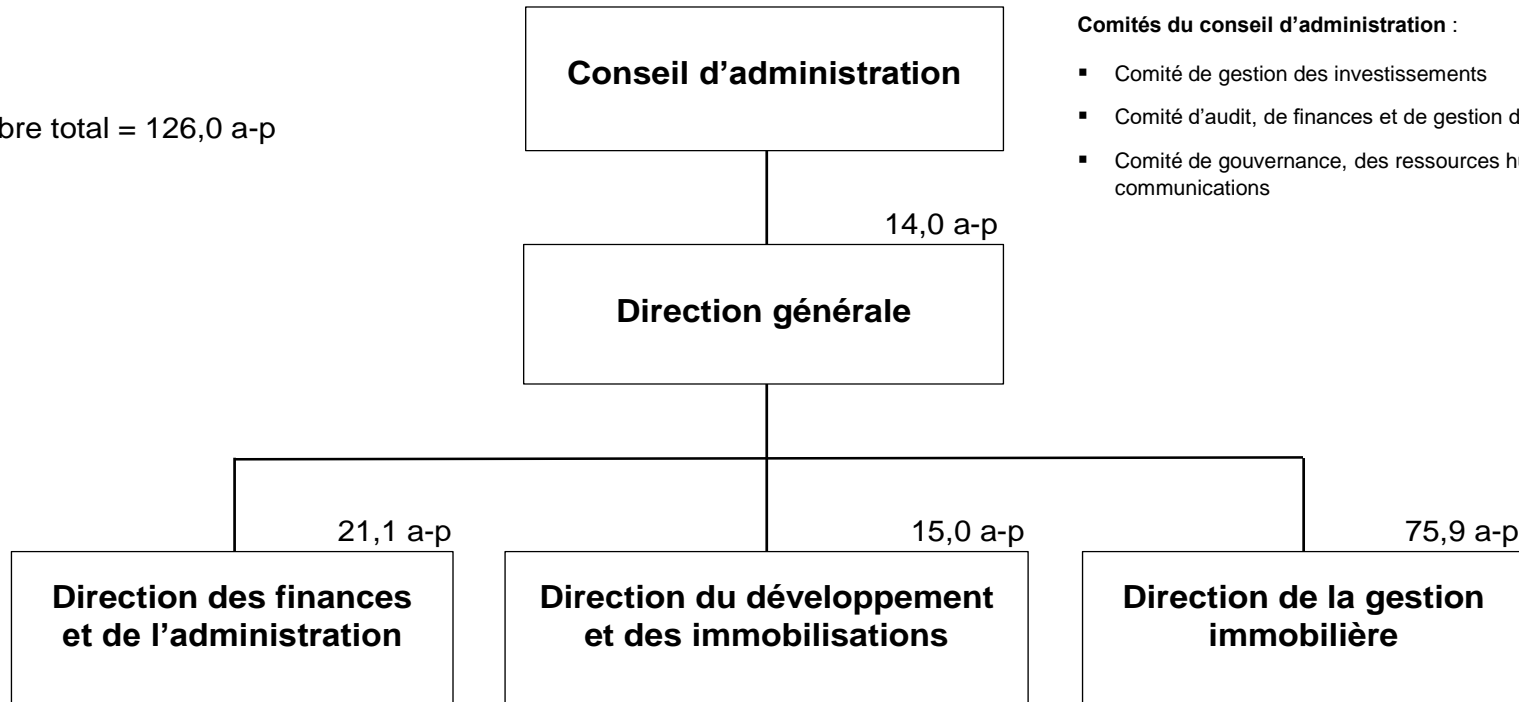 Conseil d’administration
bre total = 126,0 a-p
Comités du conseil d’administration :
▪ Comité de gestion des investissements
▪ Comité d’audit, de finances et de gestion d
▪ Comité de gouvernance, des ressources hu
communications
14,0 a-p
Direction générale
21,1 a-p
15,0 a-p
75,9 a-p
Direction des finances
et de l’administration
Direction du développement
et des immobilisations
Direction de la gestion
immobilière